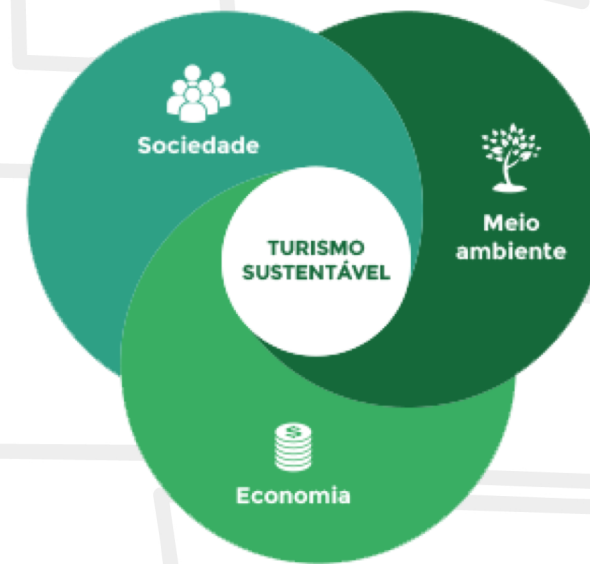 Sociedade
Meio
ambiente
TURISMO
SUSTENTÁVEL
$
Economia